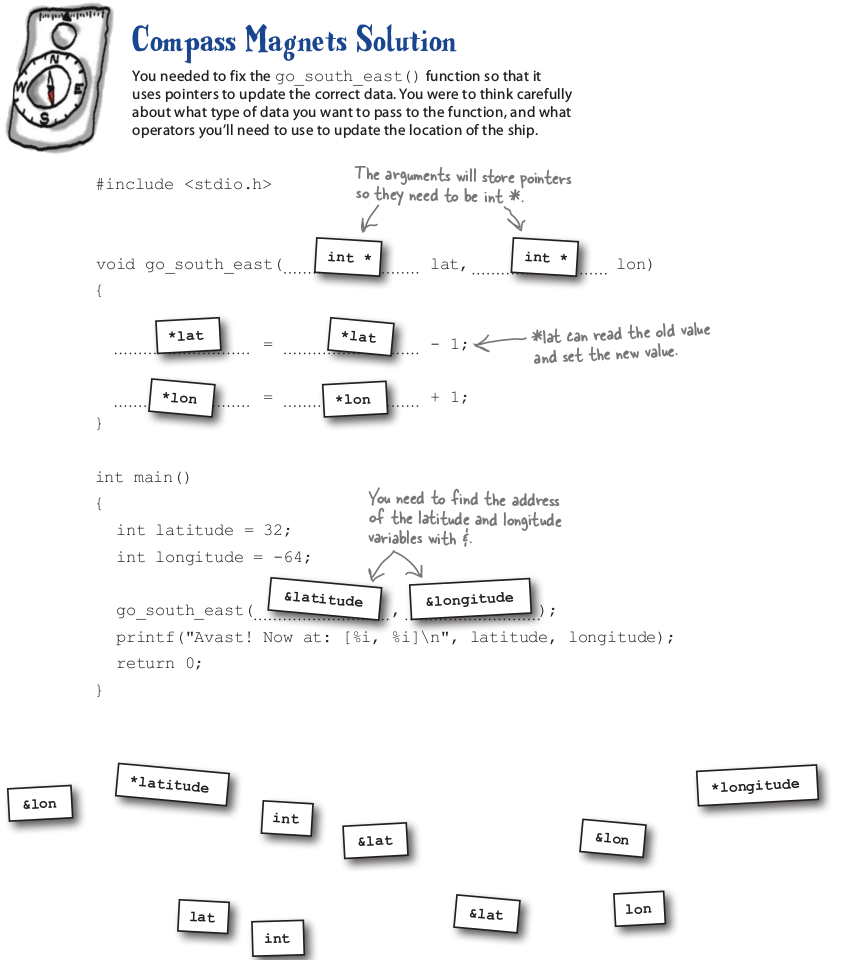 N
W
E
S
Compass Magnets Solution
You needed to fix the go_south_east() function so that it
uses pointers to update the correct data. You were to think carefully
about what type of data you want to pass to the function, and what
operators you'll need to use to update the location of the ship.
#include <stdio.h>
The arguments will store pointers
so they need to be int *.
void go_south_east( int * lat, int * lon)
{
*lat = *lat - 1;
*lat can read the old value
and set the new value.
*lon = *lon + 1;
}
int main()
{
int latitude = 32;
int longitude = -64;
You need to find the address
of the latitude and longitude
variables with &.
go_south_east( &latitude , &longitude );
printf("Avast! Now at: [%i, %i]\n", latitude, longitude);
return 0;
}
*latitude
*longitude
&lon
int
&lat
&lon
lat
int
&lat
lon